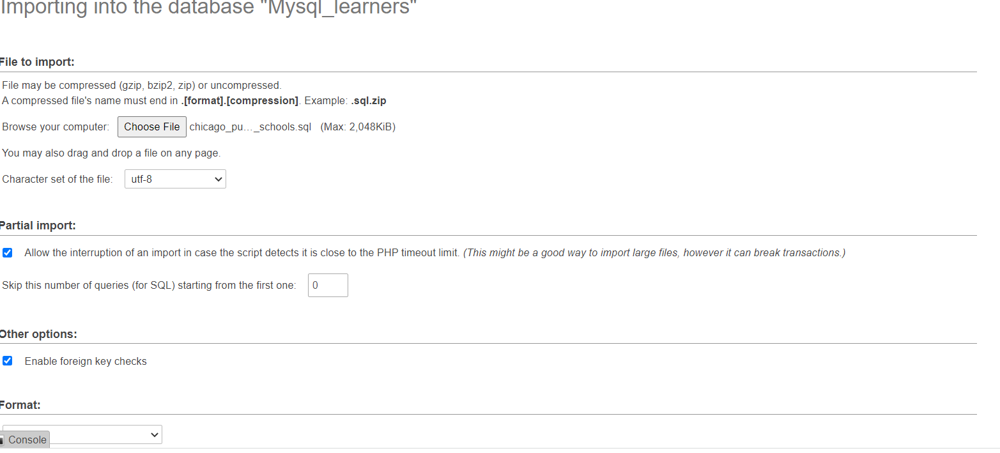 Importing into the database "Mysql_learners"
File to import:
File may be compressed (gzip, bzip2, zip) or uncompressed.
A compressed file's name must end in .[format].[compression]. Example: .sql.zip
Browse your computer: Choose File chicago_pu..._schools.sql (Max: 2,048KiB)
You may also drag and drop a file on any page.
Character set of the file: utf-8
Partial import:
Allow the interruption of an import in case the script detects it is close to the PHP timeout limit. (This might be a good way to import large files, however it can break transactions.)
Skip this number of queries (for SQL) starting from the first one: 0
Other options:
Enable foreign key checks
Format:
Console